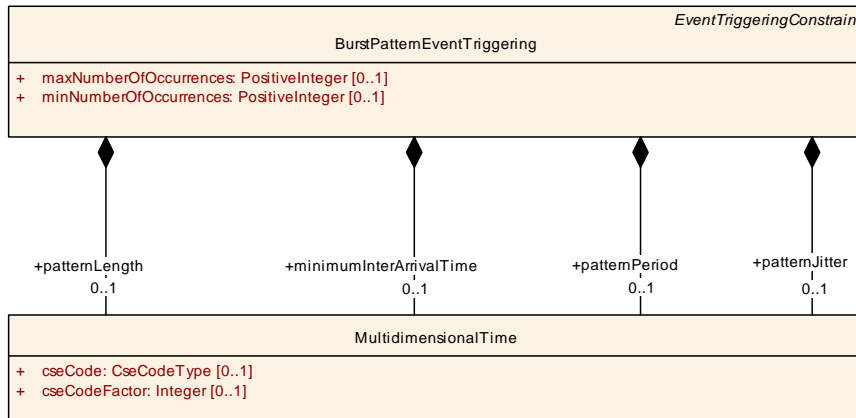 EventTriggeringConstrain
BurstPatternEventTriggering
+ maxNumberOfOccurrences: PositiveInteger [0..1]
+ minNumberOfOccurrences: PositiveInteger [0..1]
+patternLength +minimumInterArrivalTime +patternPeriod +patternJitter
0..1 0..1 0..1 0..1
MultidimensionalTime
+ cseCode: CseCodeType [0..1]
+ cseCodeFactor: Integer [0..1]